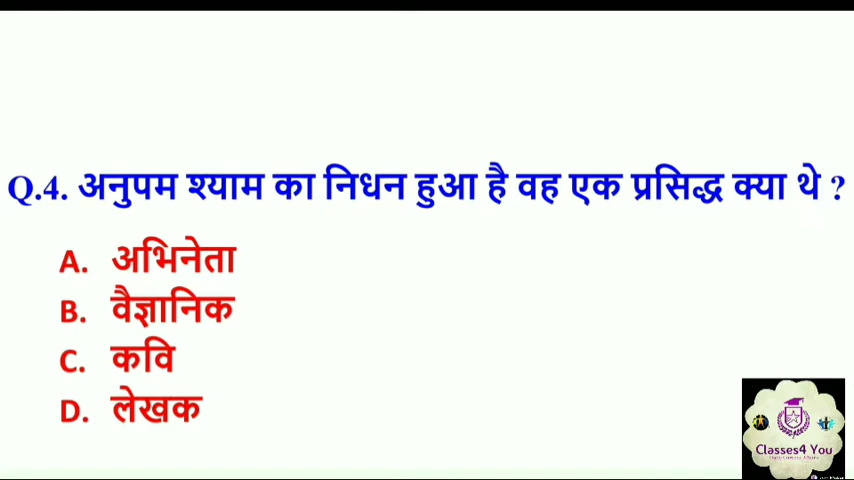 Q.4. अनुपम श्याम का निधन हुआ है वह एक प्रसिद्ध क्या थे ?
A. अभिनेता
B. वैज्ञानिक
C. कवि
D. लेखक
Classes4 You